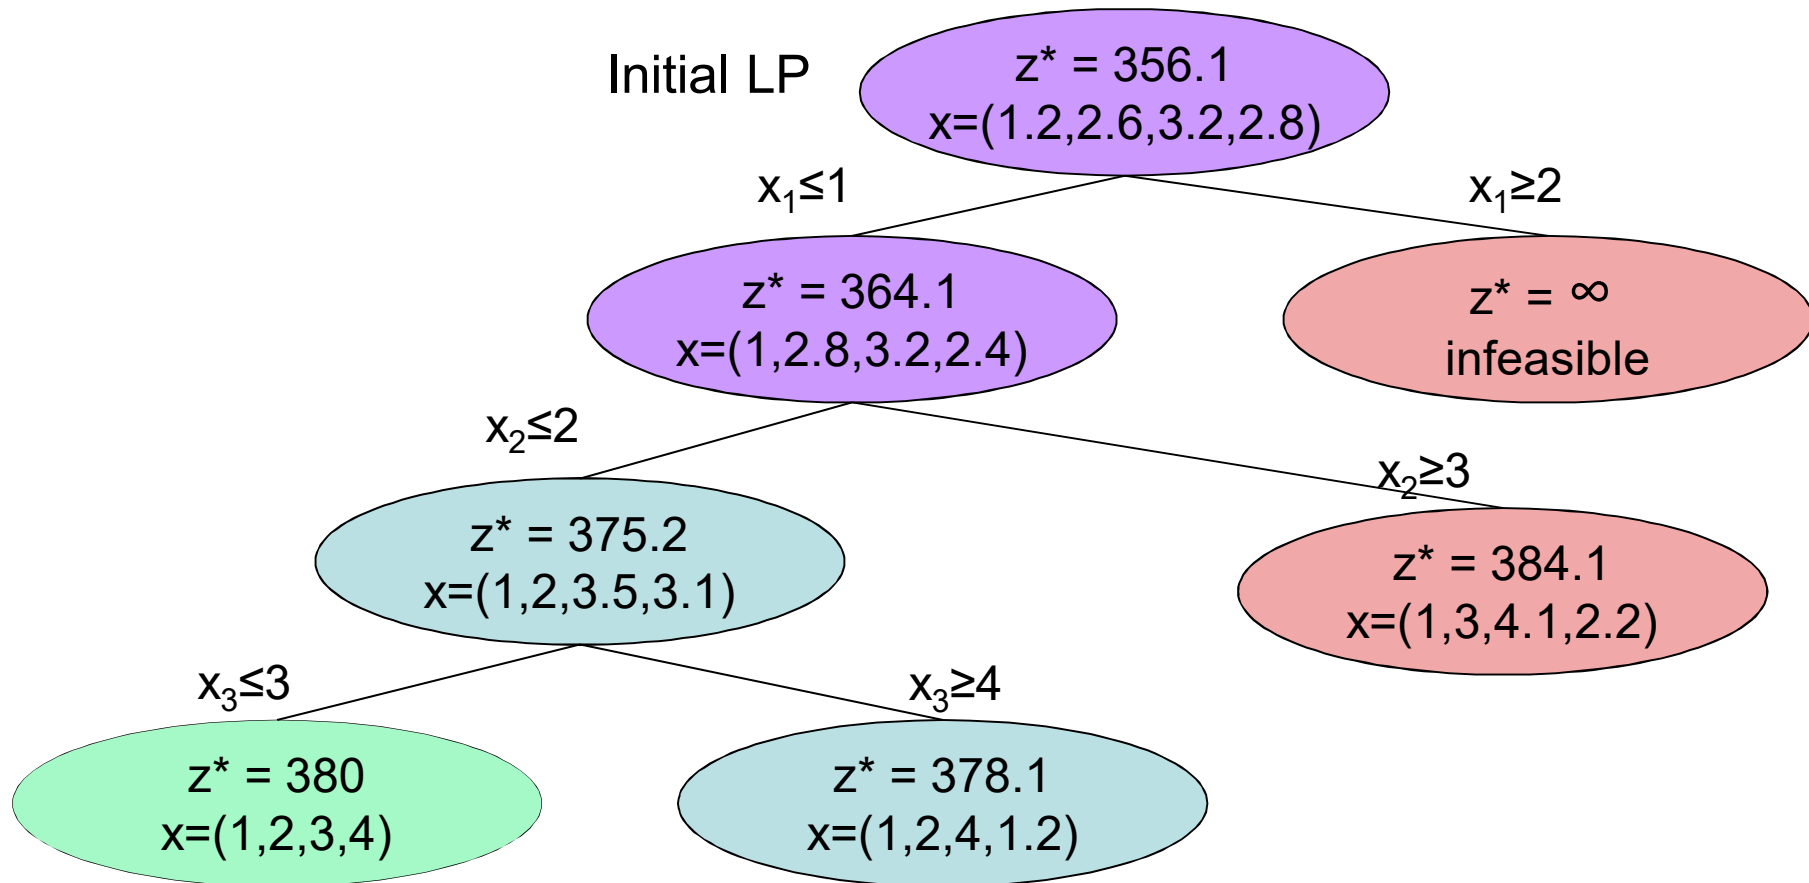 Initial LP
z* = 356.1
x=(1.2,2.6,3.2,2.8)
x₁≤1
x₁≥2
z* = 364.1
x=(1,2.8,3.2,2.4)
z* = ∞
infeasible
x₂≤2
x₂≥3
z* = 375.2
x=(1,2,3.5,3.1)
z* = 384.1
x=(1,3,4.1,2.2)
x₃≤3
x₃≥4
z* = 380
x=(1,2,3,4)
z* = 378.1
x=(1,2,4,1.2)